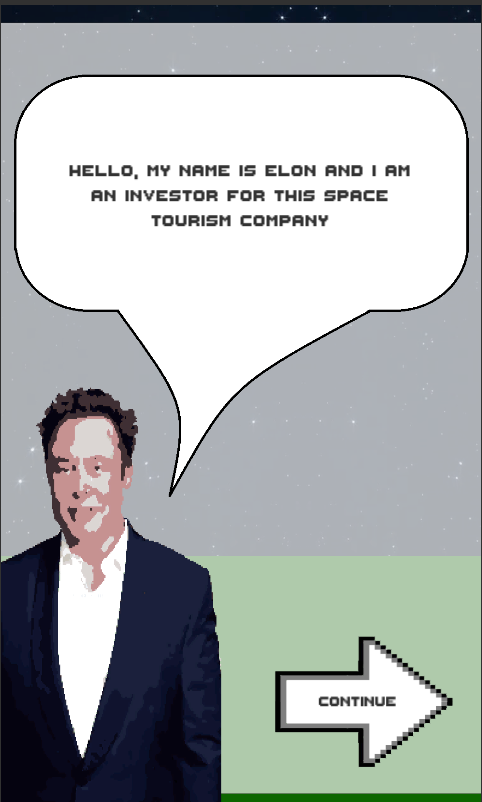 HELLO, MY NAME IS ELON AND I AM
AN INVESTOR FOR THIS SPACE
TOURISM COMPANY
CONTINUE